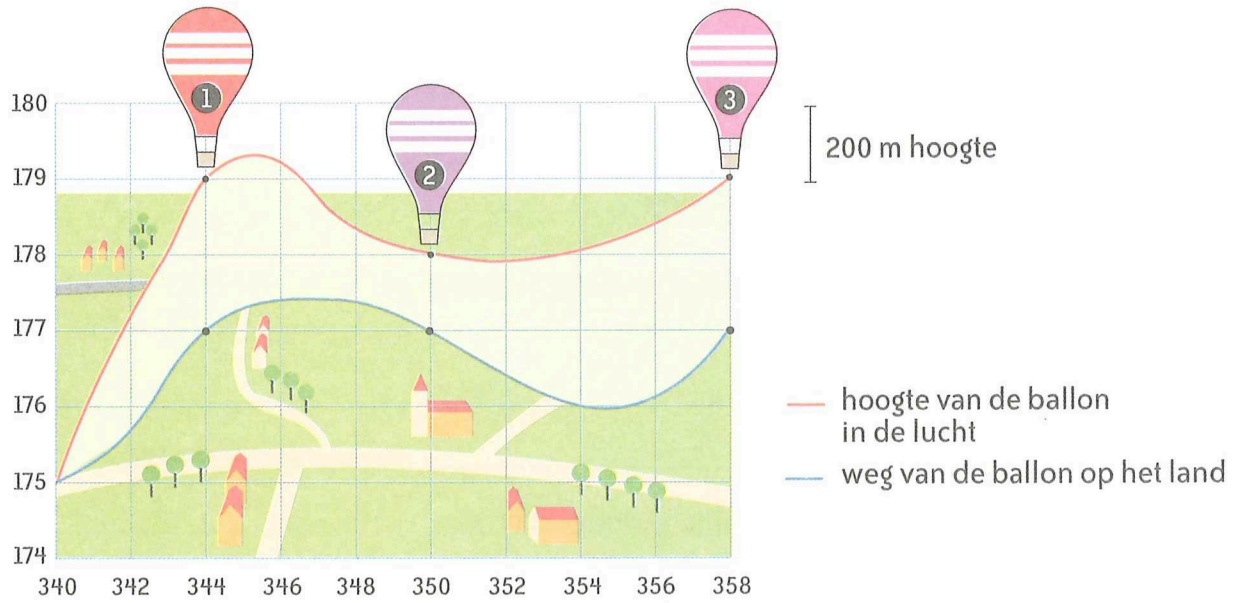 1
2
3
180
179
178
177
176
175
174
340 342 344 346 348 350 352 554 356 358
200 m hoogte
hoogte van de ballon
in de lucht
weg van de ballon op het land